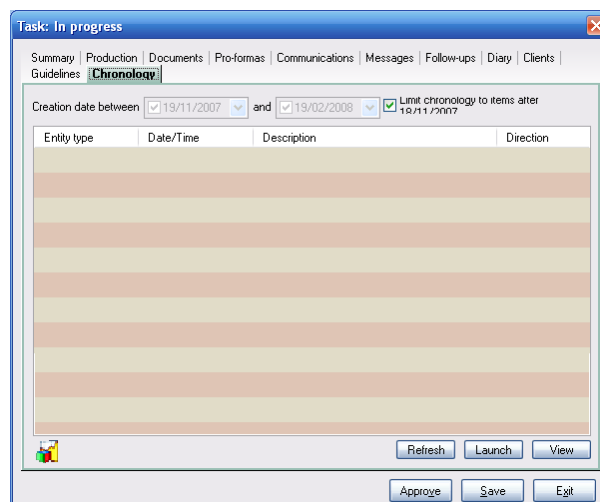 Task: In progress
Summary Production Documents Pro-formas Communications Messages Follow-ups Diary Clients
Guidelines Chronology
Creation date between 19/11/2007 and 19/02/2008 Limit chronology to items after
18/11/2007
Entity type Date/Time Description Direction
Refresh Launch View
Approve Save Exit